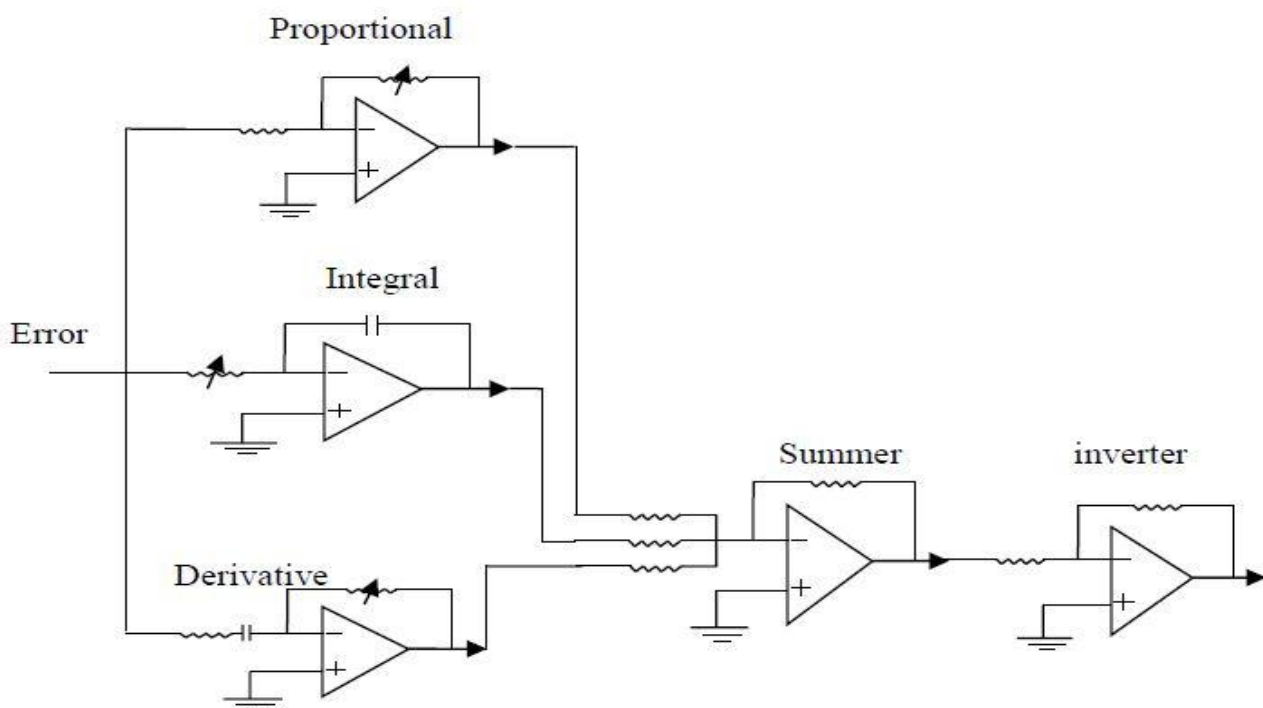 Proportional
Integral
Error
Summer
inverter
Derivative